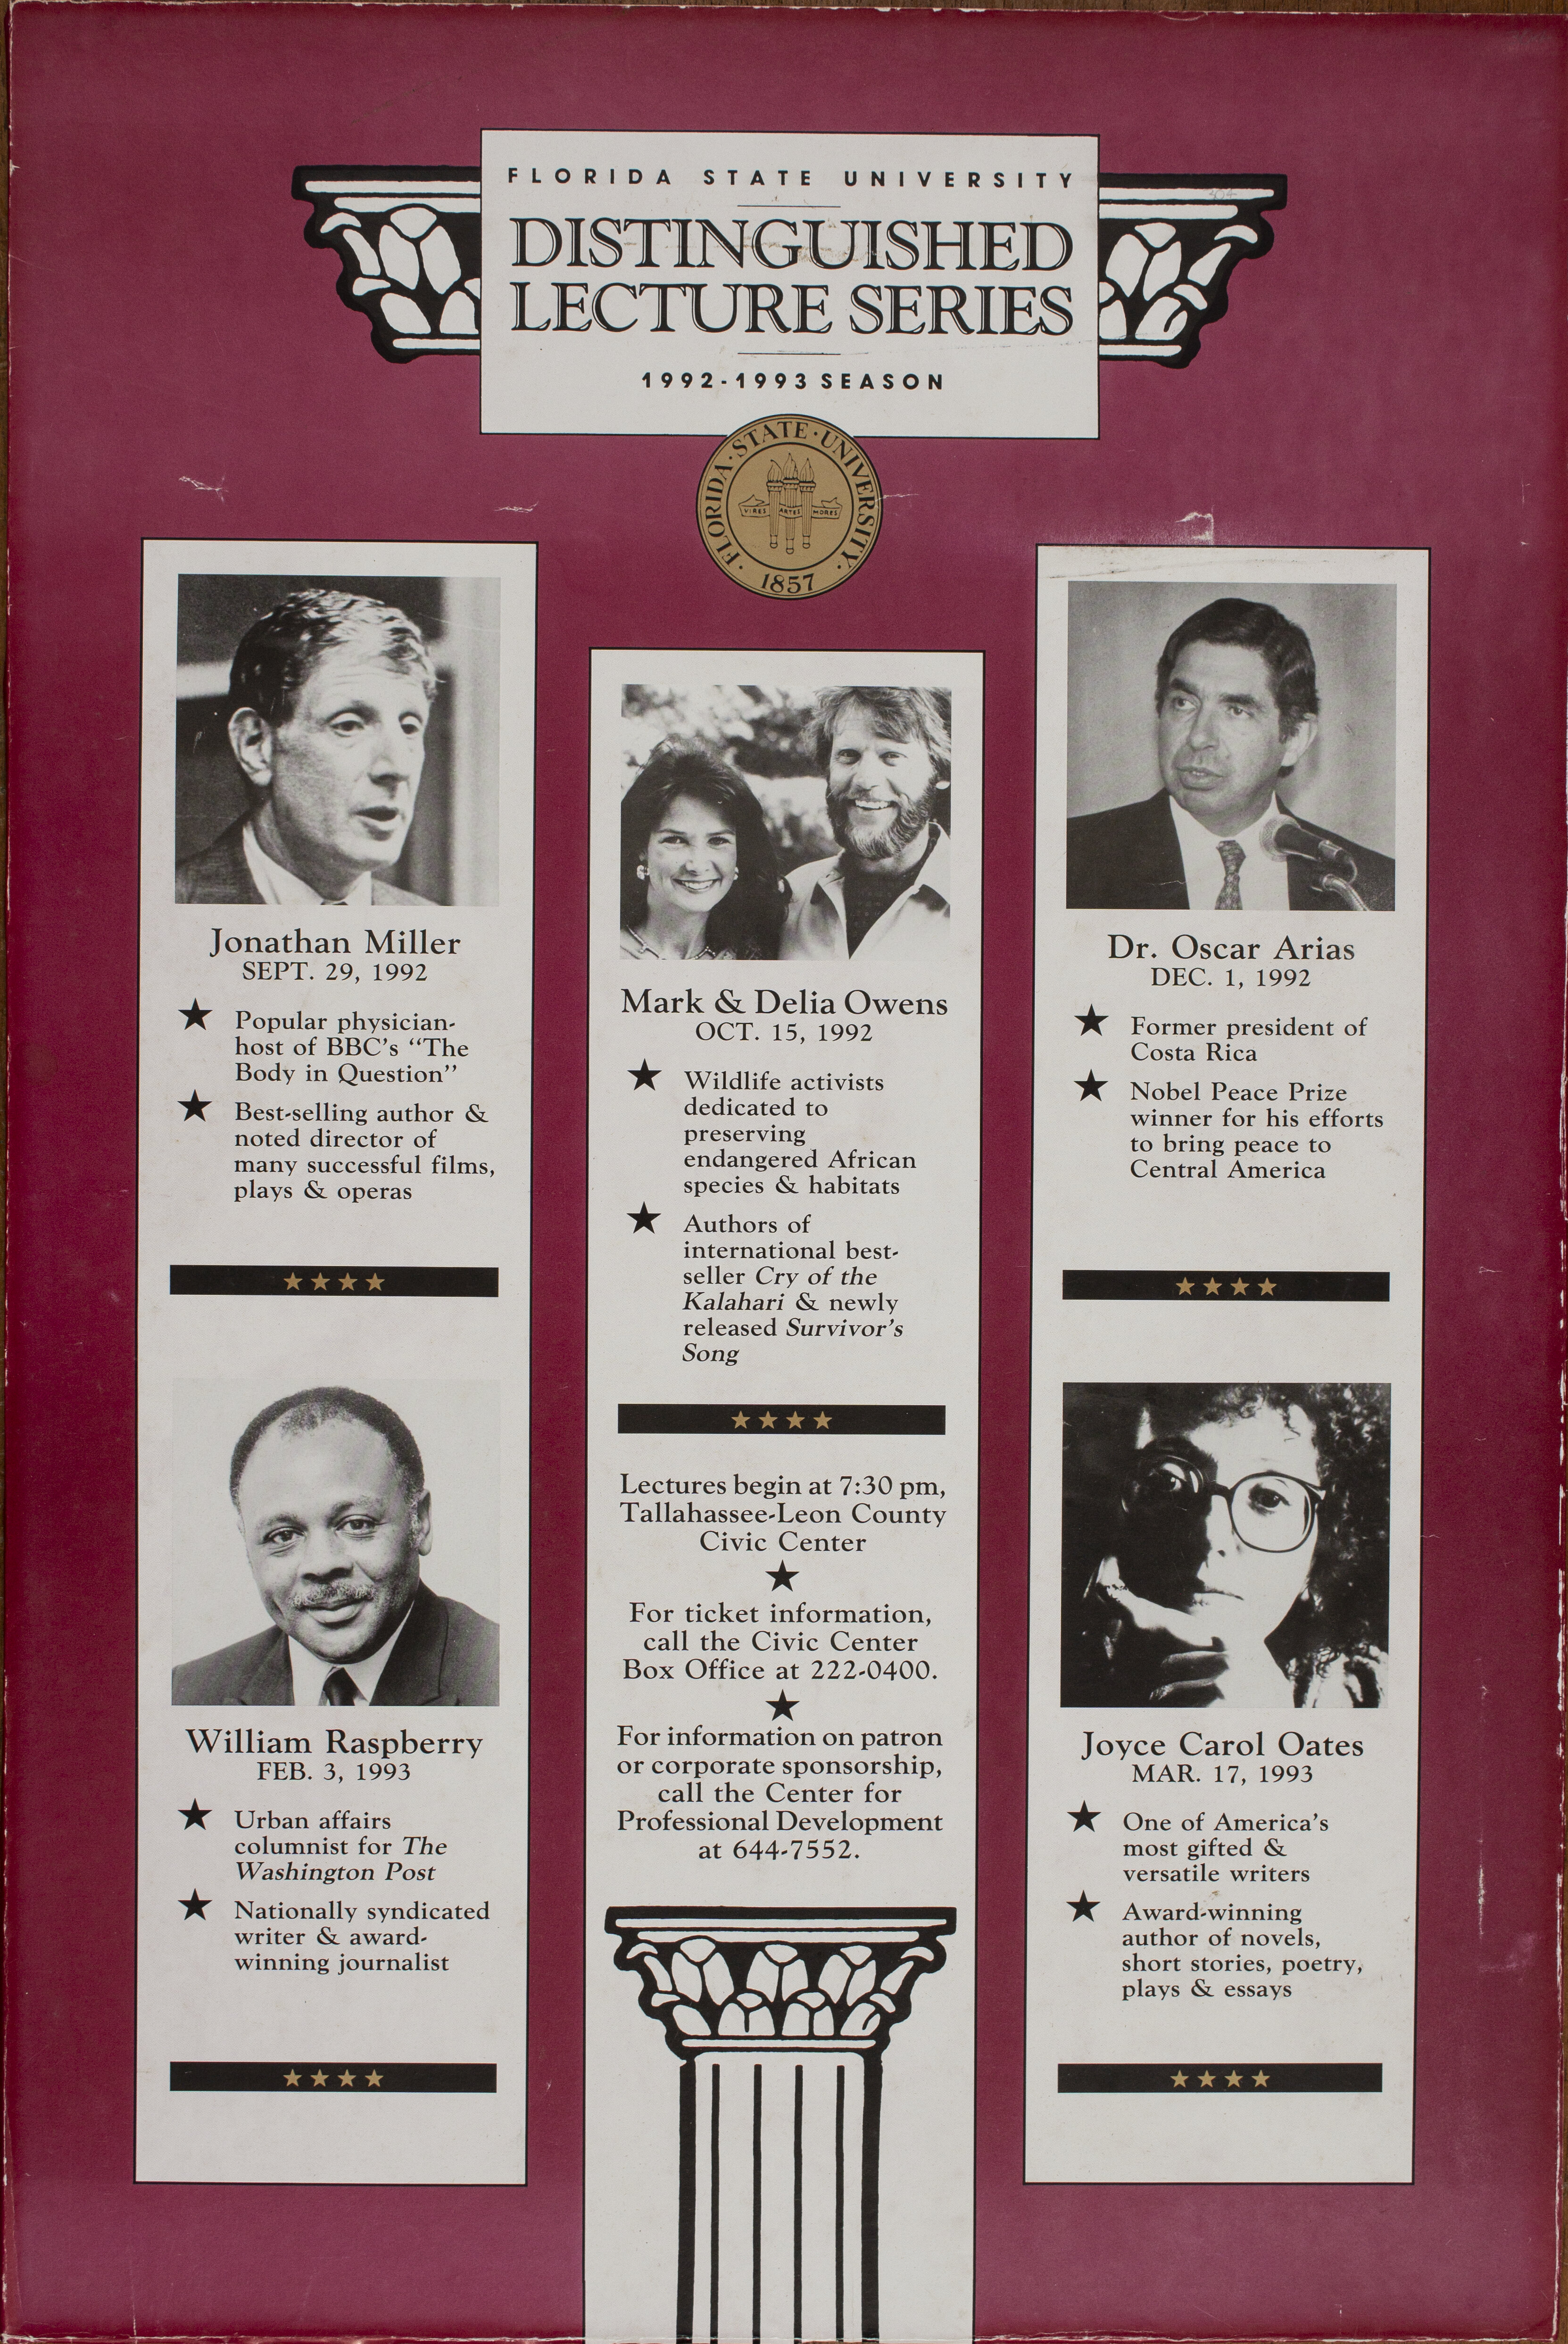 FLORIDA STATE UNIVERSITY
DISTINGUISHED
LECTURE SERIES
1992-1993 SEASON
FLORIDA · STATE · UNIVERSITY
VIRES ARTES MORES
1857
Jonathan Miller
SEPT. 29, 1992
★ Popular physician-
host of BBC's “The
Body in Question”
★ Best-selling author &
noted director of
many successful films,
plays & operas
★★★★
William Raspberry
FEB. 3, 1993
★ Urban affairs
columnist for The
Washington Post
★ Nationally syndicated
writer & award-
winning journalist
★★★★
Mark & Delia Owens
OCT. 15, 1992
★ Wildlife activists
dedicated to
preserving
endangered African
species & habitats
★ Authors of
international best-
seller Cry of the
Kalahari & newly
released Survivor's
Song
★★★★
Lectures begin at 7:30 pm,
Tallahassee-Leon County
Civic Center
★
For ticket information,
call the Civic Center
Box Office at 222-0400.
★
For information on patron
or corporate sponsorship,
call the Center for
Professional Development
at 644-7552.
Dr. Oscar Arias
DEC. 1, 1992
★ Former president of
Costa Rica
★ Nobel Peace Prize
winner for his efforts
to bring peace to
Central America
★★★★
Joyce Carol Oates
MAR. 17, 1993
★ One of America's
most gifted &
versatile writers
★ Award-winning
author of novels,
short stories, poetry,
plays & essays
★★★★